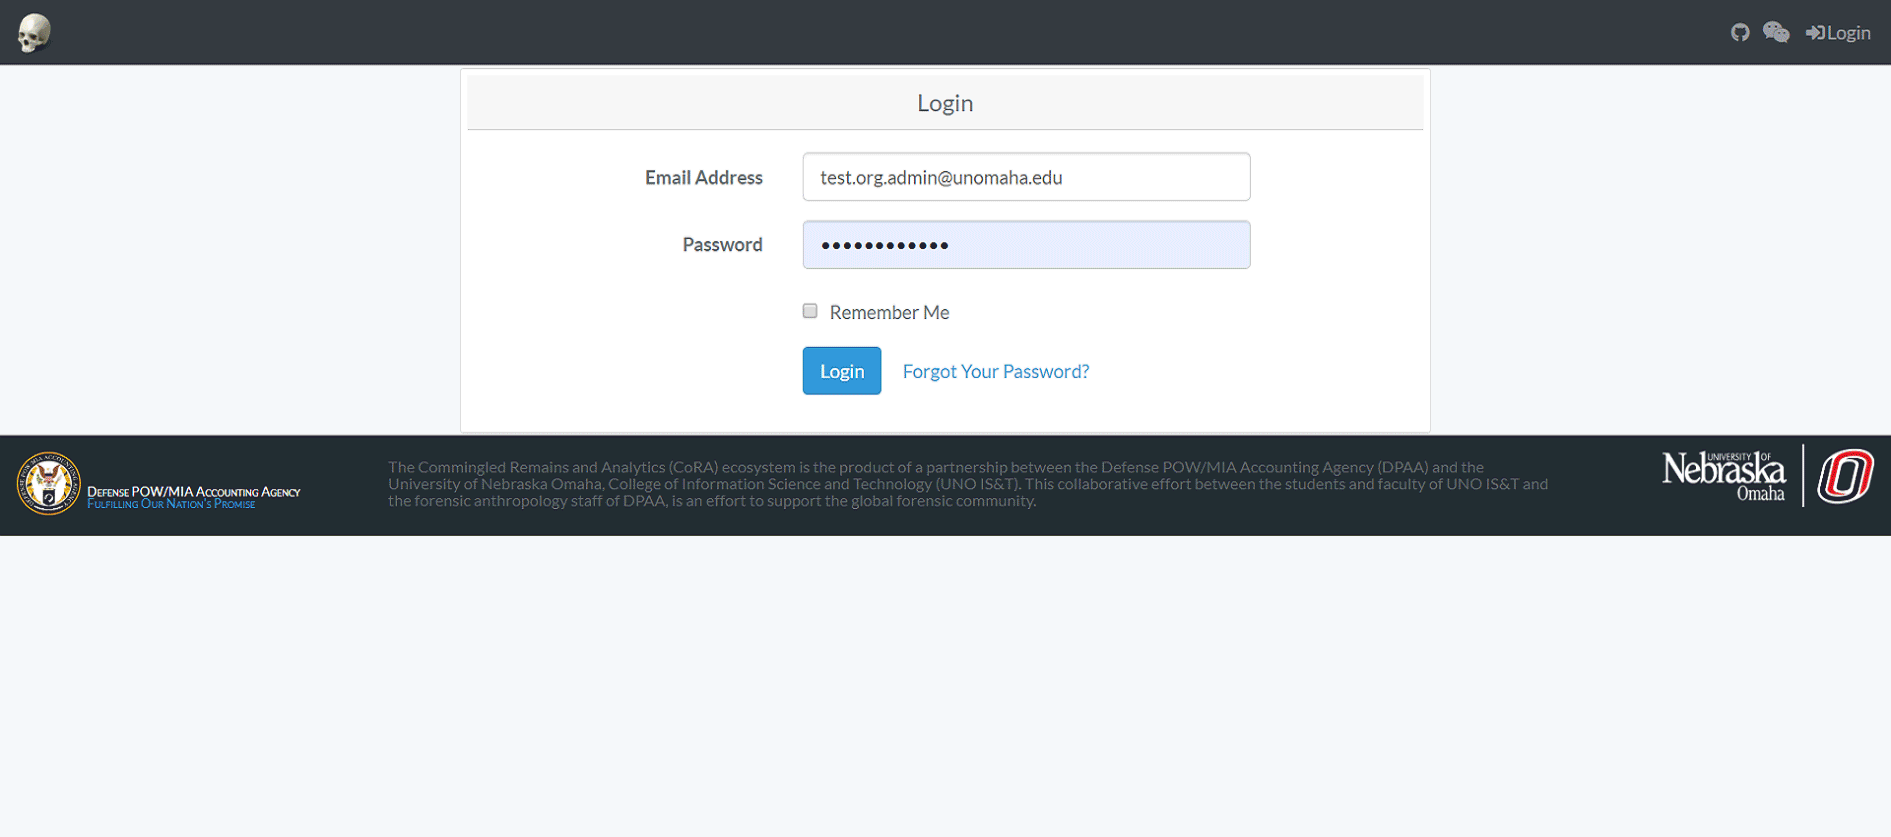 Login
Login
Email Address
test.org.admin@unomaha.edu
Password
••••••••••••
Remember Me
Login
Forgot Your Password?
DEFENSE POW/MIA ACCOUNTING AGENCY
FULFILLING OUR NATION'S PROMISE
The Commingled Remains and Analytics (CoRA) ecosystem is the product of a partnership between the Defense POW/MIA Accounting Agency (DPAA) and the
University of Nebraska Omaha, College of Information Science and Technology (UNO IS&T). This collaborative effort between the students and faculty of UNO IS&T and
the forensic anthropology staff of DPAA, is an effort to support the global forensic community.
UNIVERSITY OF
Nebraska
Omaha
O